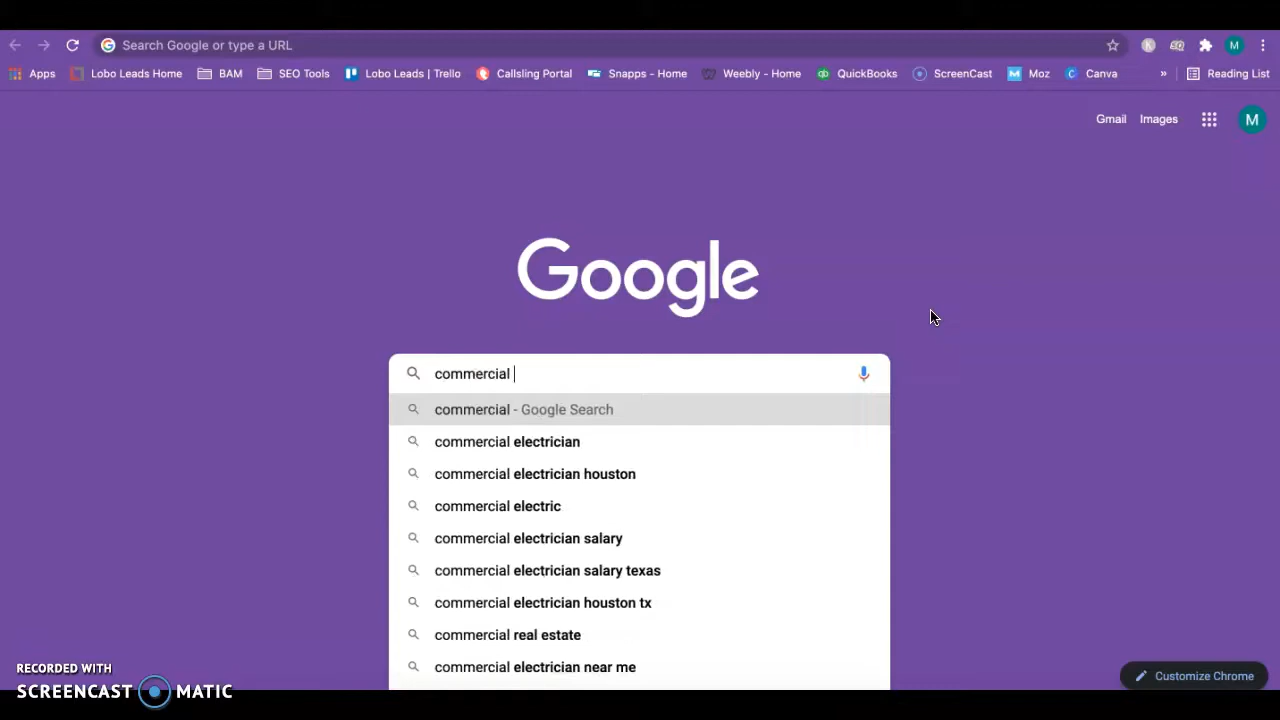 Search Google or type a URL
M
Apps
Lobo Leads Home
BAM
SEO Tools
Lobo Leads | Trello
Callsling Portal
Snapps - Home
Weebly - Home
QuickBooks
ScreenCast
Moz
Canva
»
Reading List
Gmail
Images
M
Google
commercial
commercial - Google Search
commercial electrician
commercial electrician houston
commercial electric
commercial electrician salary
commercial electrician salary texas
commercial electrician houston tx
commercial real estate
commercial electrician near me
Customize Chrome
RECORDED WITH
SCREENCAST MATIC